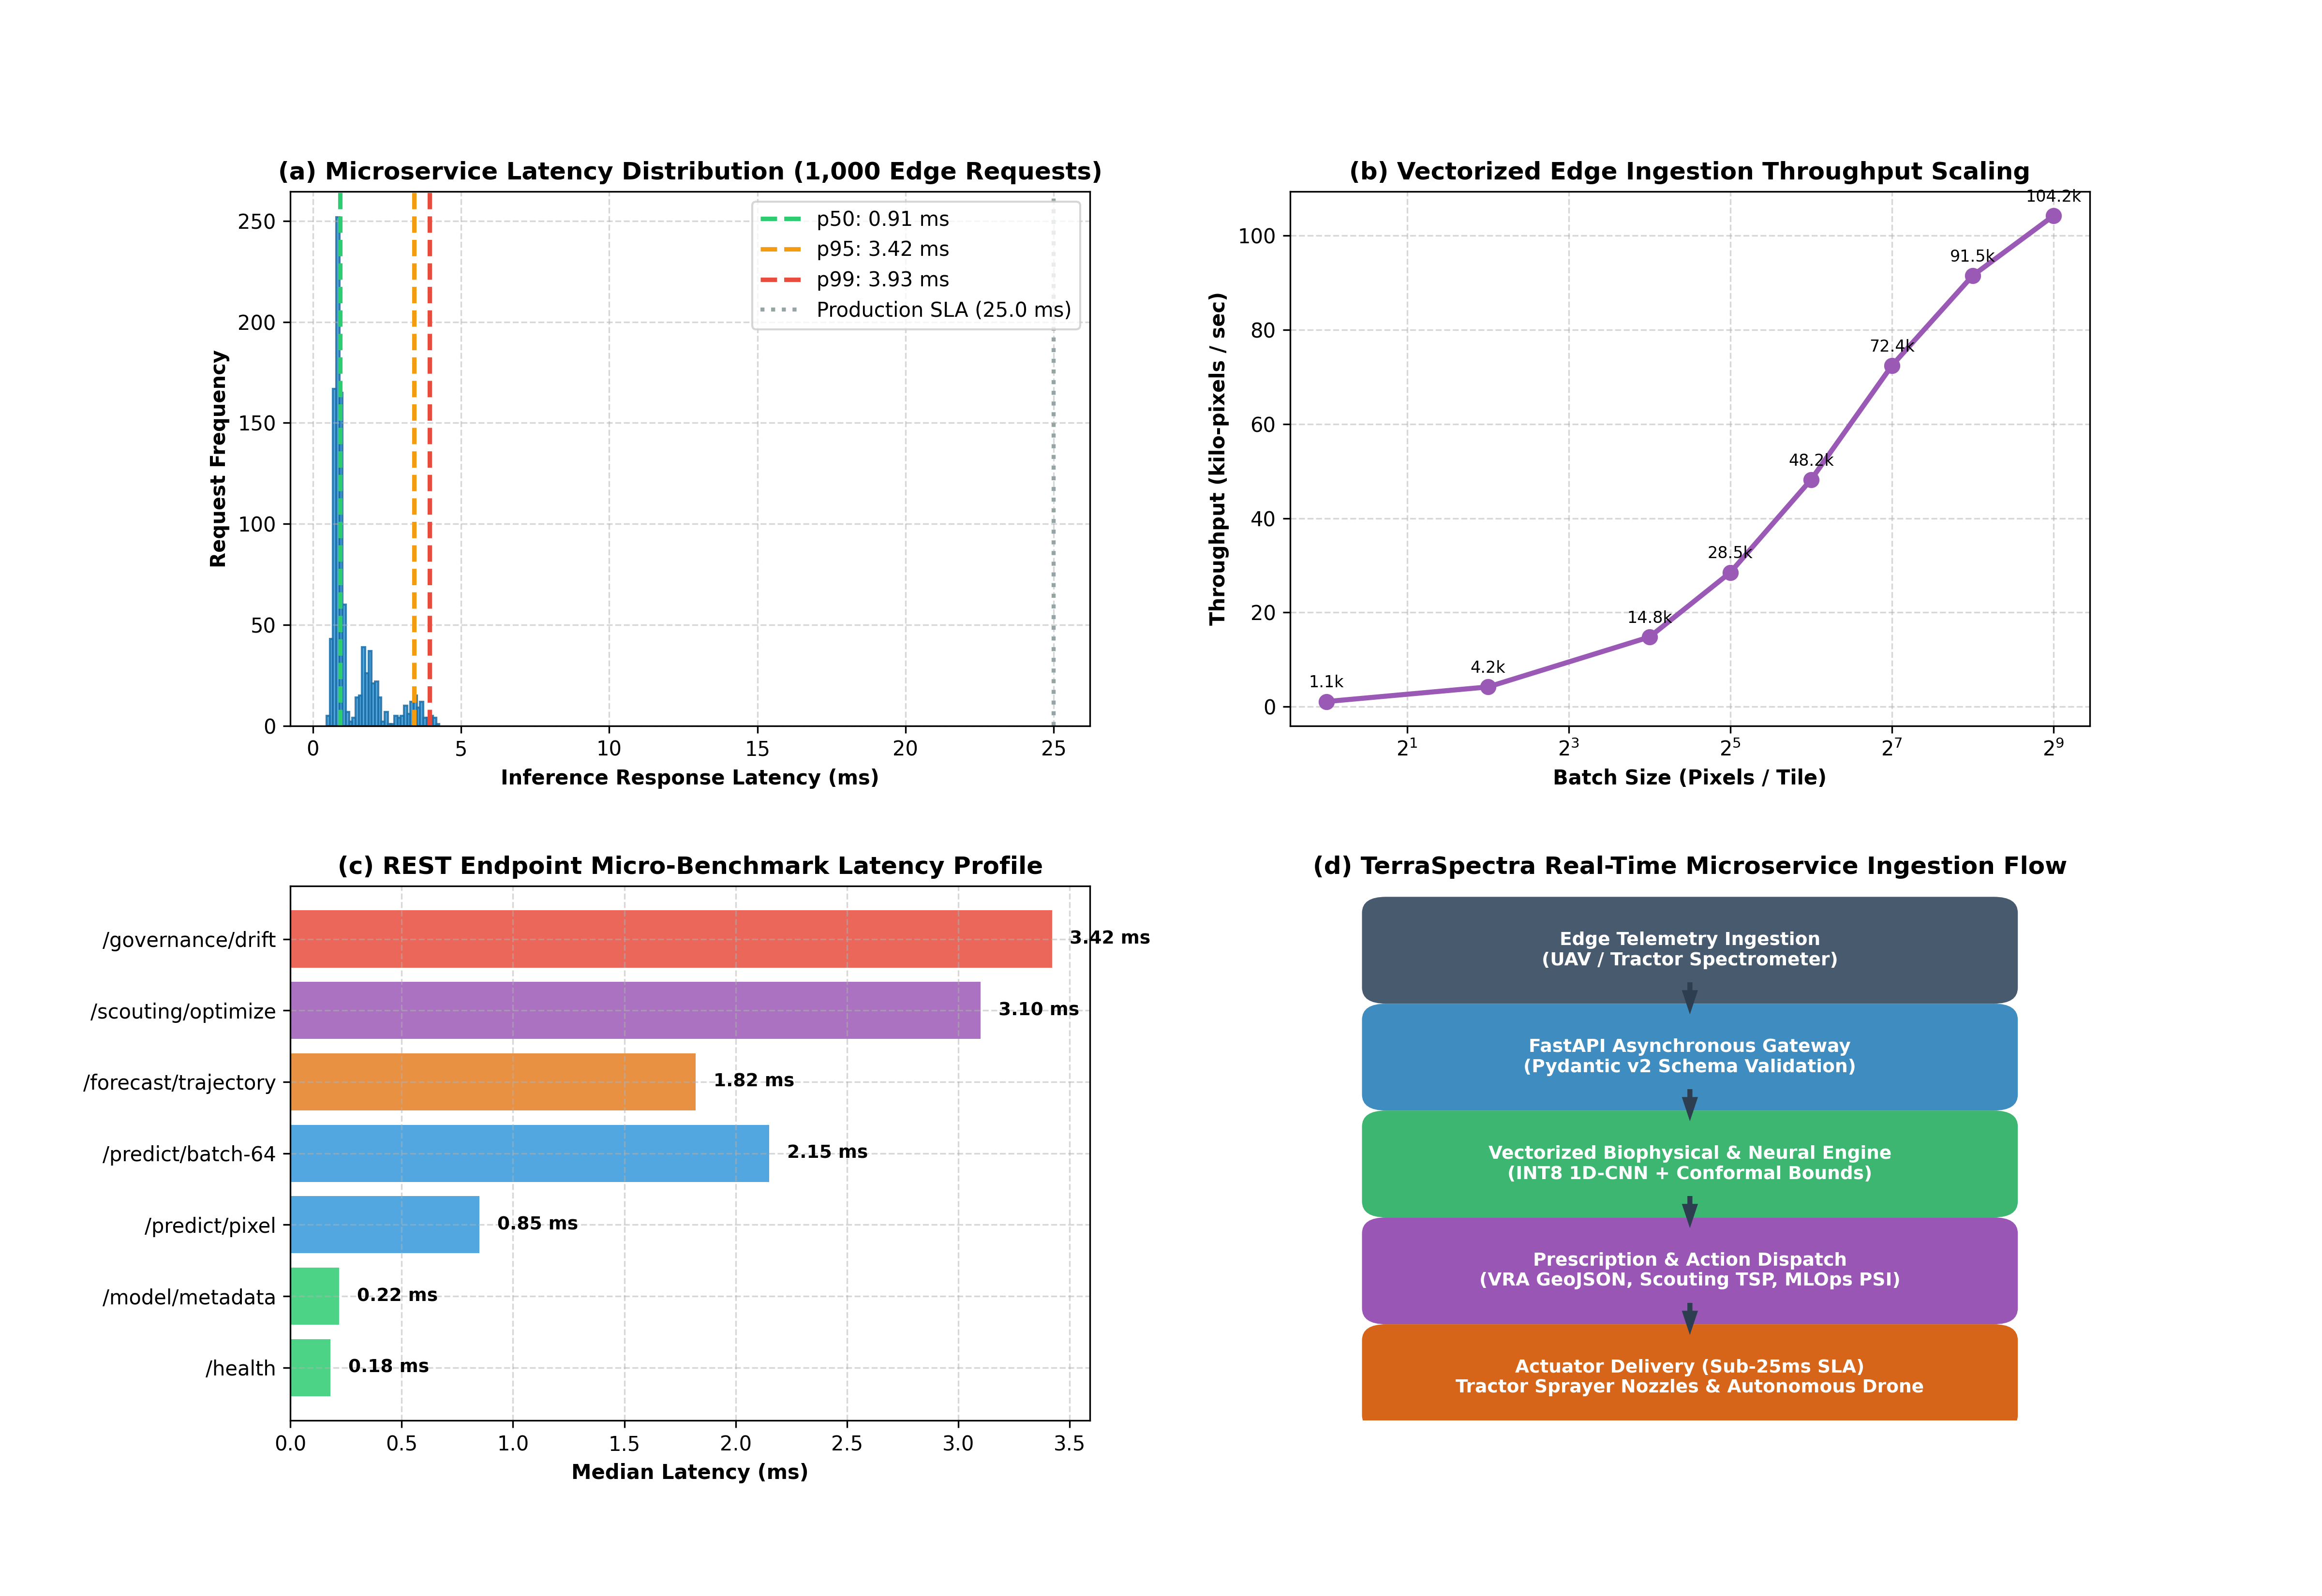 (a) Microservice Latency Distribution (1,000 Edge Requests)
Request Frequency
250
200
150
100
50
0
p50: 0.91 ms
p95: 3.42 ms
p99: 3.93 ms
Production SLA (25.0 ms)
0 5 10 15 20 25
Inference Response Latency (ms)
(b) Vectorized Edge Ingestion Throughput Scaling
Throughput (kilo-pixels / sec)
100
80
60
40
20
0
1.1k
4.2k
14.8k
28.5k
48.2k
72.4k
91.5k
104.2k
2¹ 2³ 2⁵ 2⁷ 2⁹
Batch Size (Pixels / Tile)
(c) REST Endpoint Micro-Benchmark Latency Profile
/governance/drift 3.42 ms
/scouting/optimize 3.10 ms
/forecast/trajectory 1.82 ms
/predict/batch-64 2.15 ms
/predict/pixel 0.85 ms
/model/metadata 0.22 ms
/health 0.18 ms
0.0 0.5 1.0 1.5 2.0 2.5 3.0 3.5
Median Latency (ms)
(d) TerraSpectra Real-Time Microservice Ingestion Flow
Edge Telemetry Ingestion
(UAV / Tractor Spectrometer)
FastAPI Asynchronous Gateway
(Pydantic v2 Schema Validation)
Vectorized Biophysical & Neural Engine
(INT8 1D-CNN + Conformal Bounds)
Prescription & Action Dispatch
(VRA GeoJSON, Scouting TSP, MLOps PSI)
Actuator Delivery (Sub-25ms SLA)
Tractor Sprayer Nozzles & Autonomous Drone